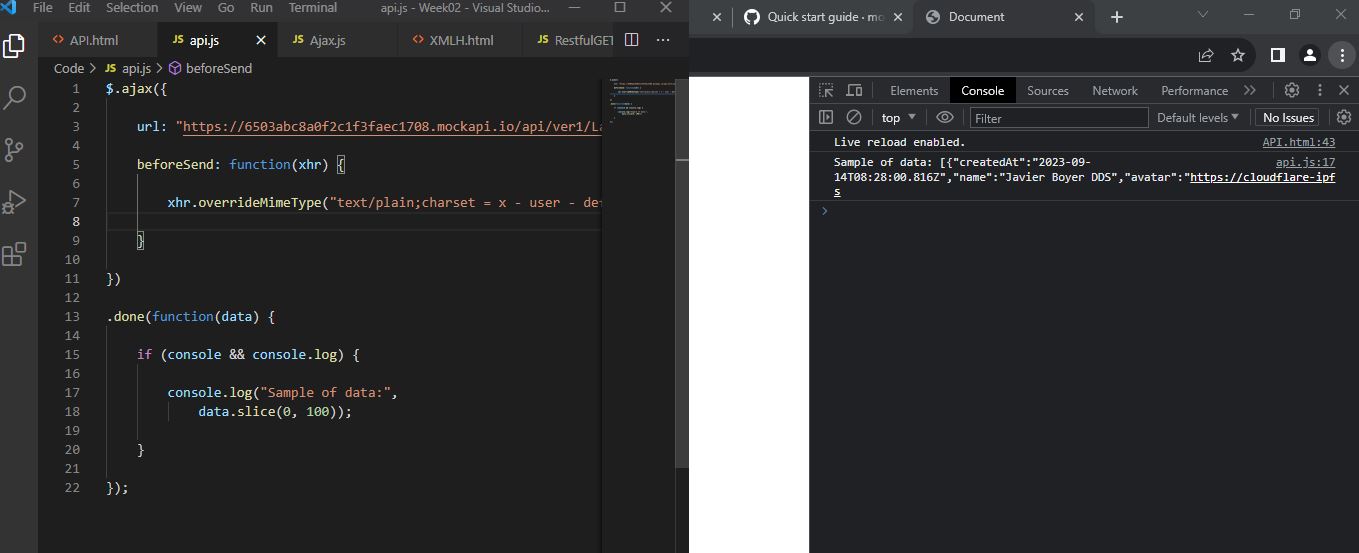 File Edit Selection View Go Run Terminal api.js - Week02 - Visual Studio...
API.html JS api.js JS Ajax.js XMLH.html JS RestfulGET
Code > JS api.js > beforeSend
1 $.ajax({
2
3 url: "https://6503abc8a0f2c1f3faec1708.mockapi.io/api/ver1/La
4
5 beforeSend: function(xhr) {
6
7 xhr.overrideMimeType("text/plain;charset = x - user - def
8
9 }
10
11 })
12
13 .done(function(data) {
14
15 if (console && console.log) {
16
17 console.log("Sample of data:",
18 data.slice(0, 100));
19
20 }
21
22 });
Quick start guide · mo Document
Elements Console Sources Network Performance
top Filter Default levels No Issues
Live reload enabled. API.html:43
Sample of data: [{"createdAt":"2023-09- api.js:17
14T08:28:00.816Z","name":"Javier Boyer DDS","avatar":"https://cloudflare-ipf
s